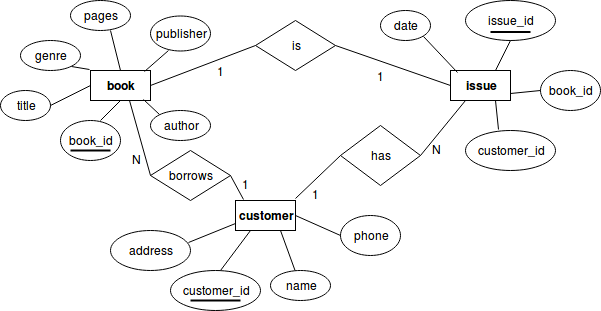 pages
publisher
is
date
issue_id
genre
1
1
book
issue
book_id
title
author
book_id
N
customer_id
has
N
borrows
1
1
customer
phone
address
customer_id
name